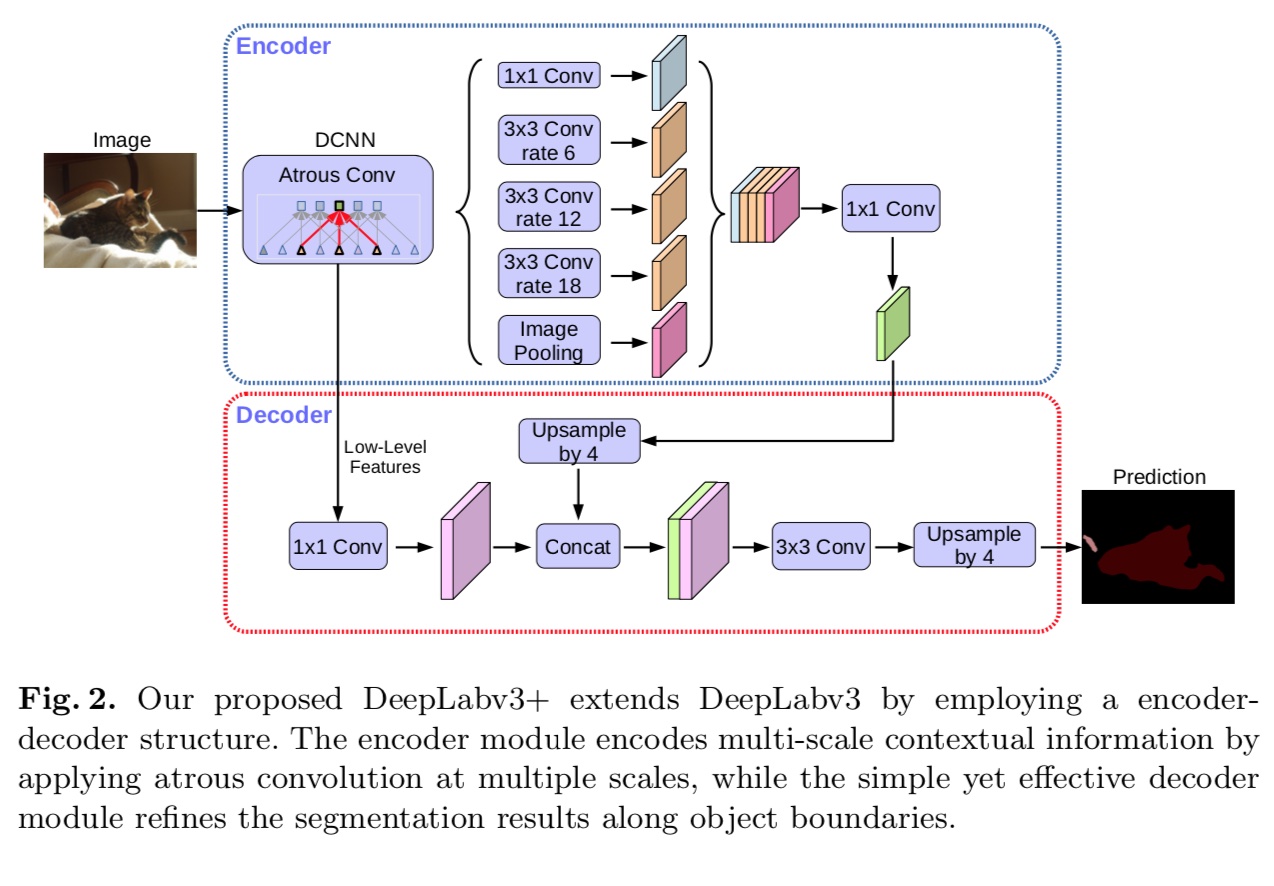 Encoder
Image
DCNN
Atrous Conv
1x1 Conv
3x3 Conv
rate 6
3x3 Conv
rate 12
3x3 Conv
rate 18
Image
Pooling
1x1 Conv
Decoder
Low-Level
Features
Upsample
by 4
1x1 Conv
Concat
3x3 Conv
Upsample
by 4
Prediction
Fig. 2. Our proposed DeepLabv3+ extends DeepLabv3 by employing a encoder-
decoder structure. The encoder module encodes multi-scale contextual information by
applying atrous convolution at multiple scales, while the simple yet effective decoder
module refines the segmentation results along object boundaries.